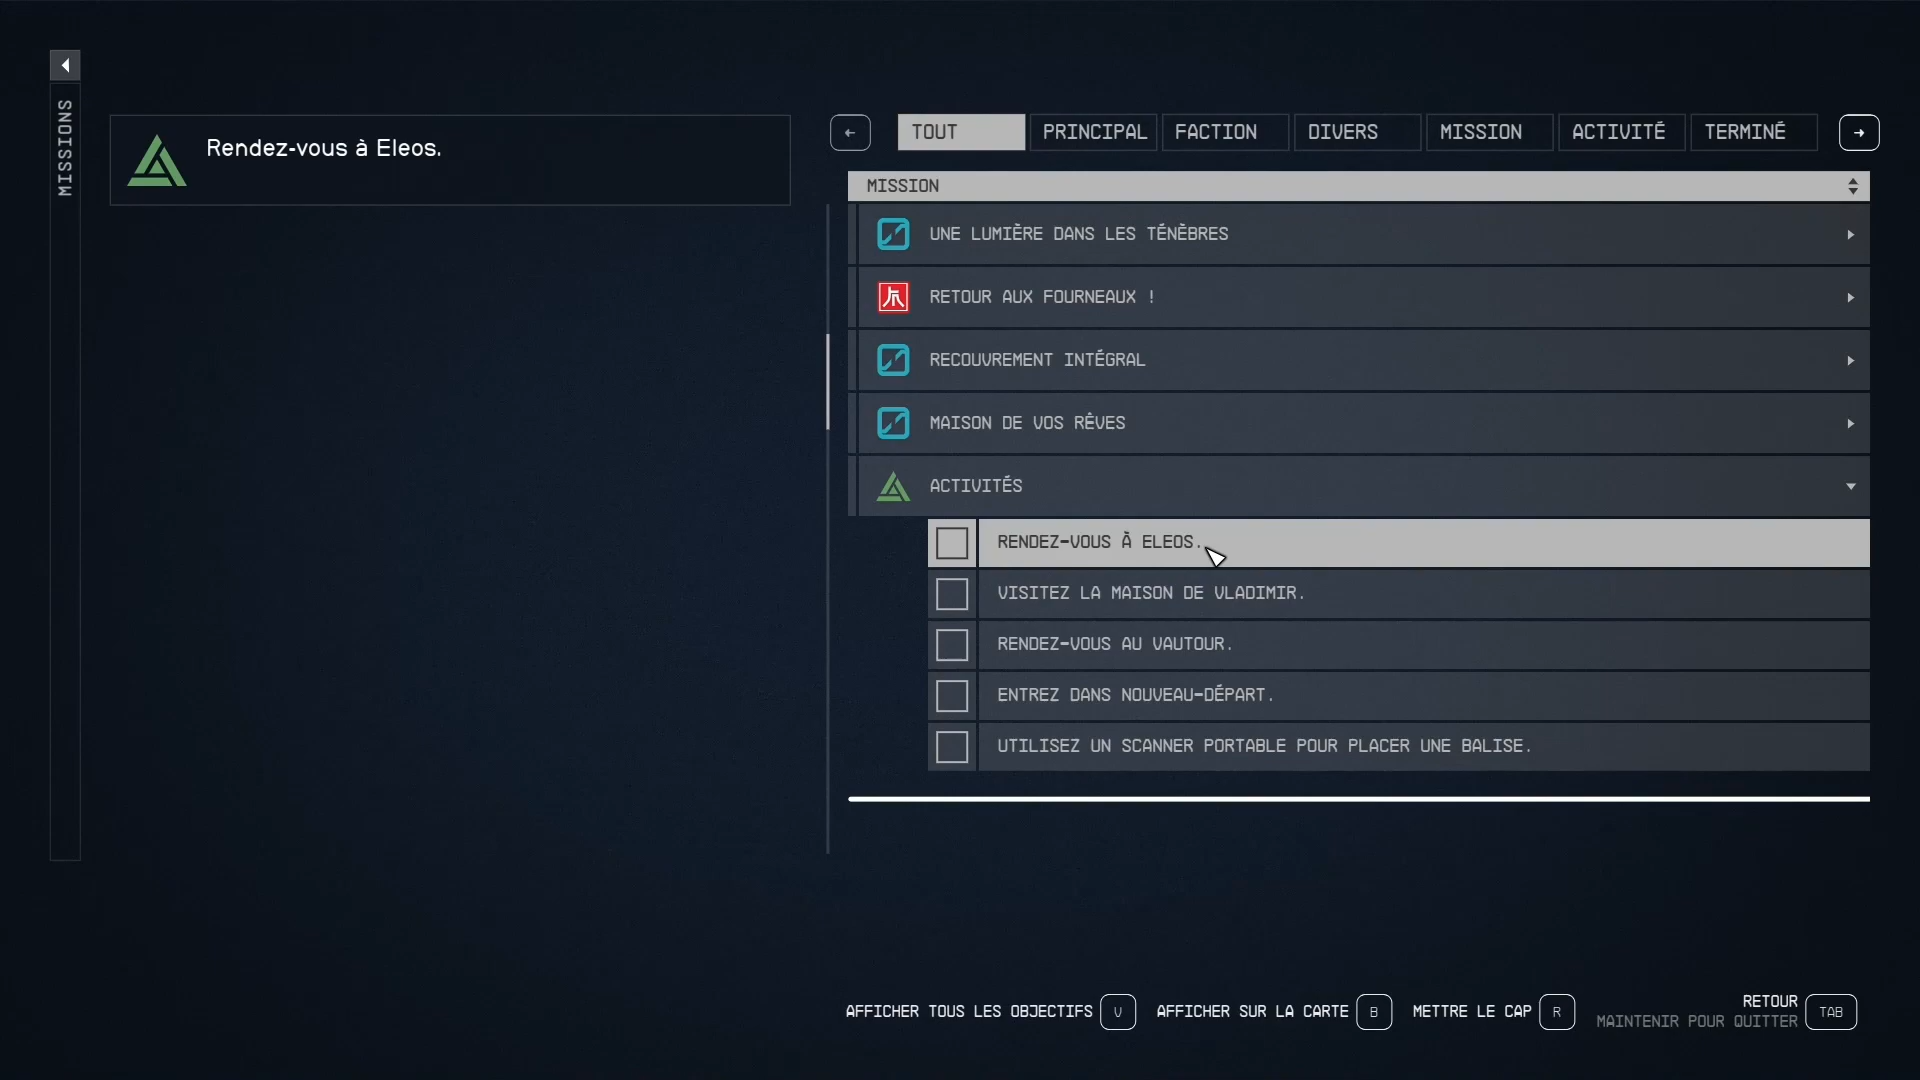 MISSIONS
Rendez-vous à Eleos.
TOUT
PRINCIPAL
FACTION
DIVERS
MISSION
ACTIVITÉ
TERMINÉ
MISSION
UNE LUMIÈRE DANS LES TÉNÈBRES
RETOUR AUX FOURNEAUX !
RECOUVREMENT INTÉGRAL
MAISON DE VOS RÊVES
ACTIVITÉS
RENDEZ-VOUS À ELEOS.
VISITEZ LA MAISON DE VLADIMIR.
RENDEZ-VOUS AU VAUTOUR.
ENTREZ DANS NOUVEAU-DÉPART.
UTILISEZ UN SCANNER PORTABLE POUR PLACER UNE BALISE.
AFFICHER TOUS LES OBJECTIFS V
AFFICHER SUR LA CARTE B
METTRE LE CAP R
RETOUR
MAINTENIR POUR QUITTER TAB